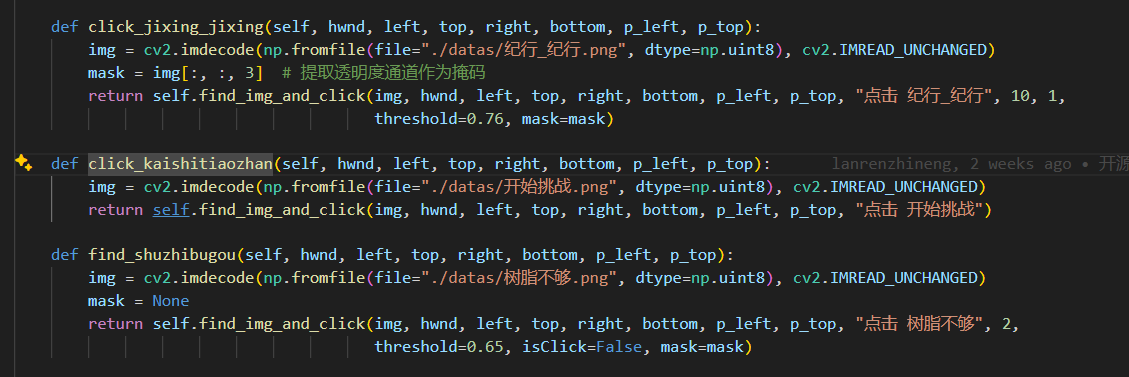 def click_jixing_jixing(self, hwnd, left, top, right, bottom, p_left, p_top):
    img = cv2.imdecode(np.fromfile(file="./datas/纪行_纪行.png", dtype=np.uint8), cv2.IMREAD_UNCHANGED)
    mask = img[:, :, 3]  # 提取透明度通道作为掩码
    return self.find_img_and_click(img, hwnd, left, top, right, bottom, p_left, p_top, "点击 纪行_纪行", 10, 1,
                                   threshold=0.76, mask=mask)
def click_kaishitiaozhan(self, hwnd, left, top, right, bottom, p_left, p_top):    lanrenzhineng, 2 weeks ago • 开源
    img = cv2.imdecode(np.fromfile(file="./datas/开始挑战.png", dtype=np.uint8), cv2.IMREAD_UNCHANGED)
    return self.find_img_and_click(img, hwnd, left, top, right, bottom, p_left, p_top, "点击 开始挑战")
def find_shuzhibugou(self, hwnd, left, top, right, bottom, p_left, p_top):
    img = cv2.imdecode(np.fromfile(file="./datas/树脂不够.png", dtype=np.uint8), cv2.IMREAD_UNCHANGED)
    mask = None
    return self.find_img_and_click(img, hwnd, left, top, right, bottom, p_left, p_top, "点击 树脂不够", 2,
                                   threshold=0.65, isClick=False, mask=mask)